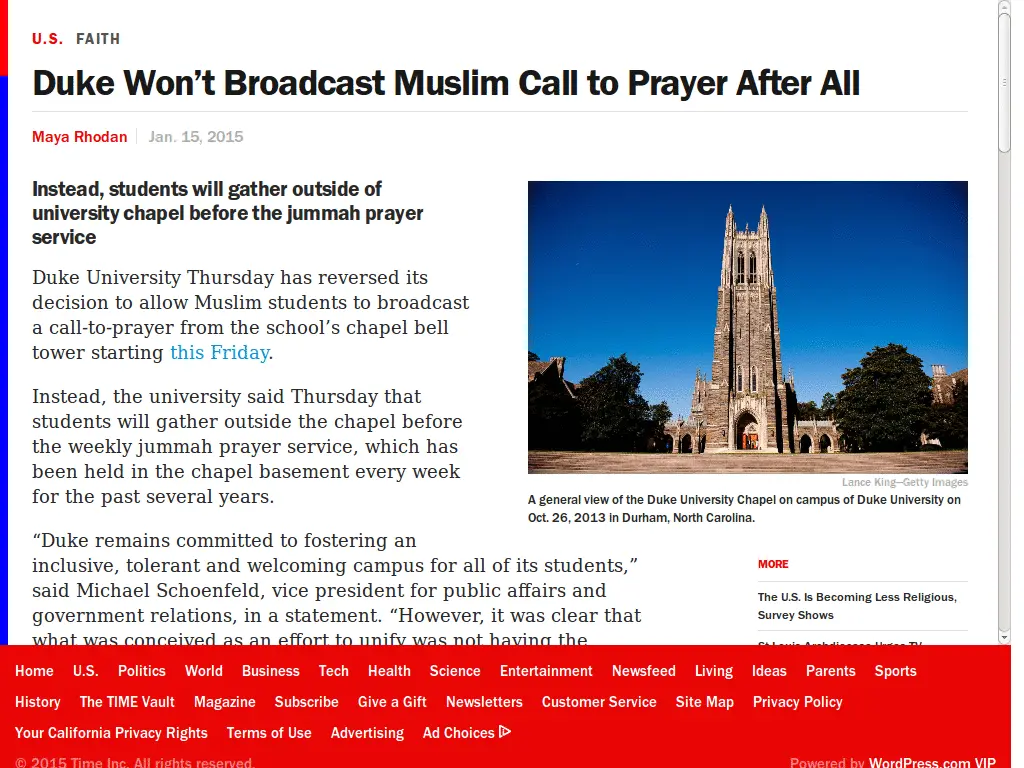 U.S. FAITH
Duke Won’t Broadcast Muslim Call to Prayer After All
Maya Rhodan Jan. 15, 2015
Instead, students will gather outside of
university chapel before the jummah prayer
service
Duke University Thursday has reversed its
decision to allow Muslim students to broadcast
a call-to-prayer from the school’s chapel bell
tower starting this Friday.
Instead, the university said Thursday that
students will gather outside the chapel before
the weekly jummah prayer service, which has
been held in the chapel basement every week
for the past several years.
“Duke remains committed to fostering an
inclusive, tolerant and welcoming campus for all of its students,”
said Michael Schoenfeld, vice president for public affairs and
government relations, in a statement. “However, it was clear that
what was conceived as an effort to unify was not having the
Lance King—Getty Images
A general view of the Duke University Chapel on campus of Duke University on
Oct. 26, 2013 in Durham, North Carolina.
MORE
The U.S. Is Becoming Less Religious,
Survey Shows
St Louis Archdiocese Urges TV
Home U.S. Politics World Business Tech Health Science Entertainment Newsfeed Living Ideas Parents Sports
History The TIME Vault Magazine Subscribe Give a Gift Newsletters Customer Service Site Map Privacy Policy
Your California Privacy Rights Terms of Use Advertising Ad Choices
© 2015 Time Inc. All rights reserved. Powered by WordPress.com VIP